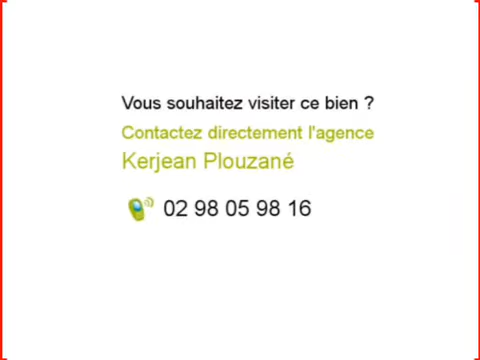 Vous souhaitez visiter ce bien ?
Contactez directement l'agence
Kerjean Plouzané
02 98 05 98 16